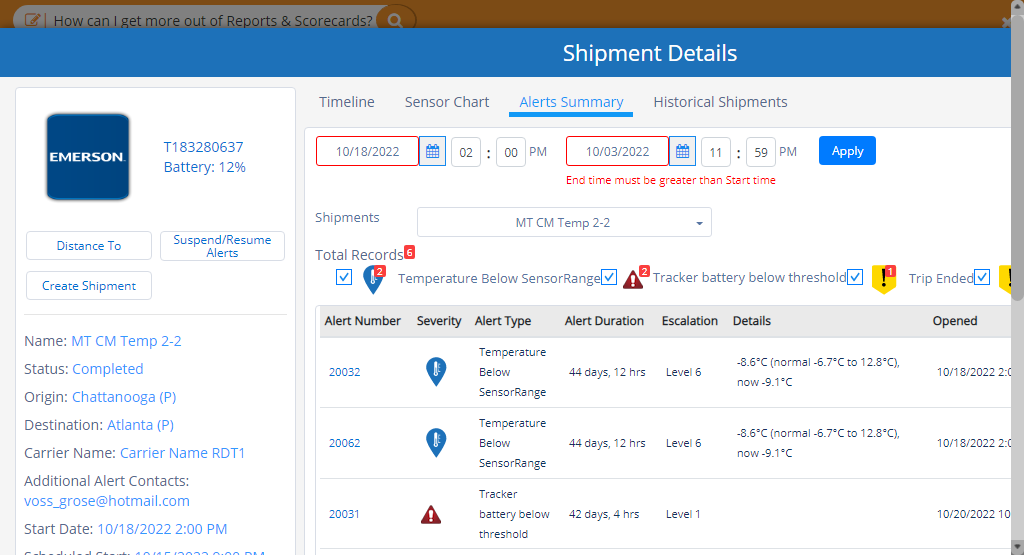 How can I get more out of Reports & Scorecards?
Shipment Details
EMERSON.
T183280637
Battery: 12%
Distance To
Suspend/Resume
Alerts
Create Shipment
Name: MT CM Temp 2-2
Status: Completed
Origin: Chattanooga (P)
Destination: Atlanta (P)
Carrier Name: Carrier Name RDT1
Additional Alert Contacts:
voss_grose@hotmail.com
Start Date: 10/18/2022 2:00 PM
Scheduled Start: 10/15/2022 9:00 PM
Timeline Sensor Chart Alerts Summary Historical Shipments
10/18/2022 02 : 00 PM 10/03/2022 11 : 59 PM Apply
End time must be greater than Start time
Shipments MT CM Temp 2-2
Total Records 6
2 Temperature Below SensorRange 2 Tracker battery below threshold 1 Trip Ended
Alert Number Severity Alert Type Alert Duration Escalation Details Opened
20032 Temperature Below SensorRange 44 days, 12 hrs Level 6 -8.6°C (normal -6.7°C to 12.8°C), now -9.1°C 10/18/2022 2:0
20062 Temperature Below SensorRange 44 days, 12 hrs Level 6 -8.6°C (normal -6.7°C to 12.8°C), now -9.1°C 10/18/2022 2:0
20031 Tracker battery below threshold 42 days, 4 hrs Level 1 10/20/2022 10